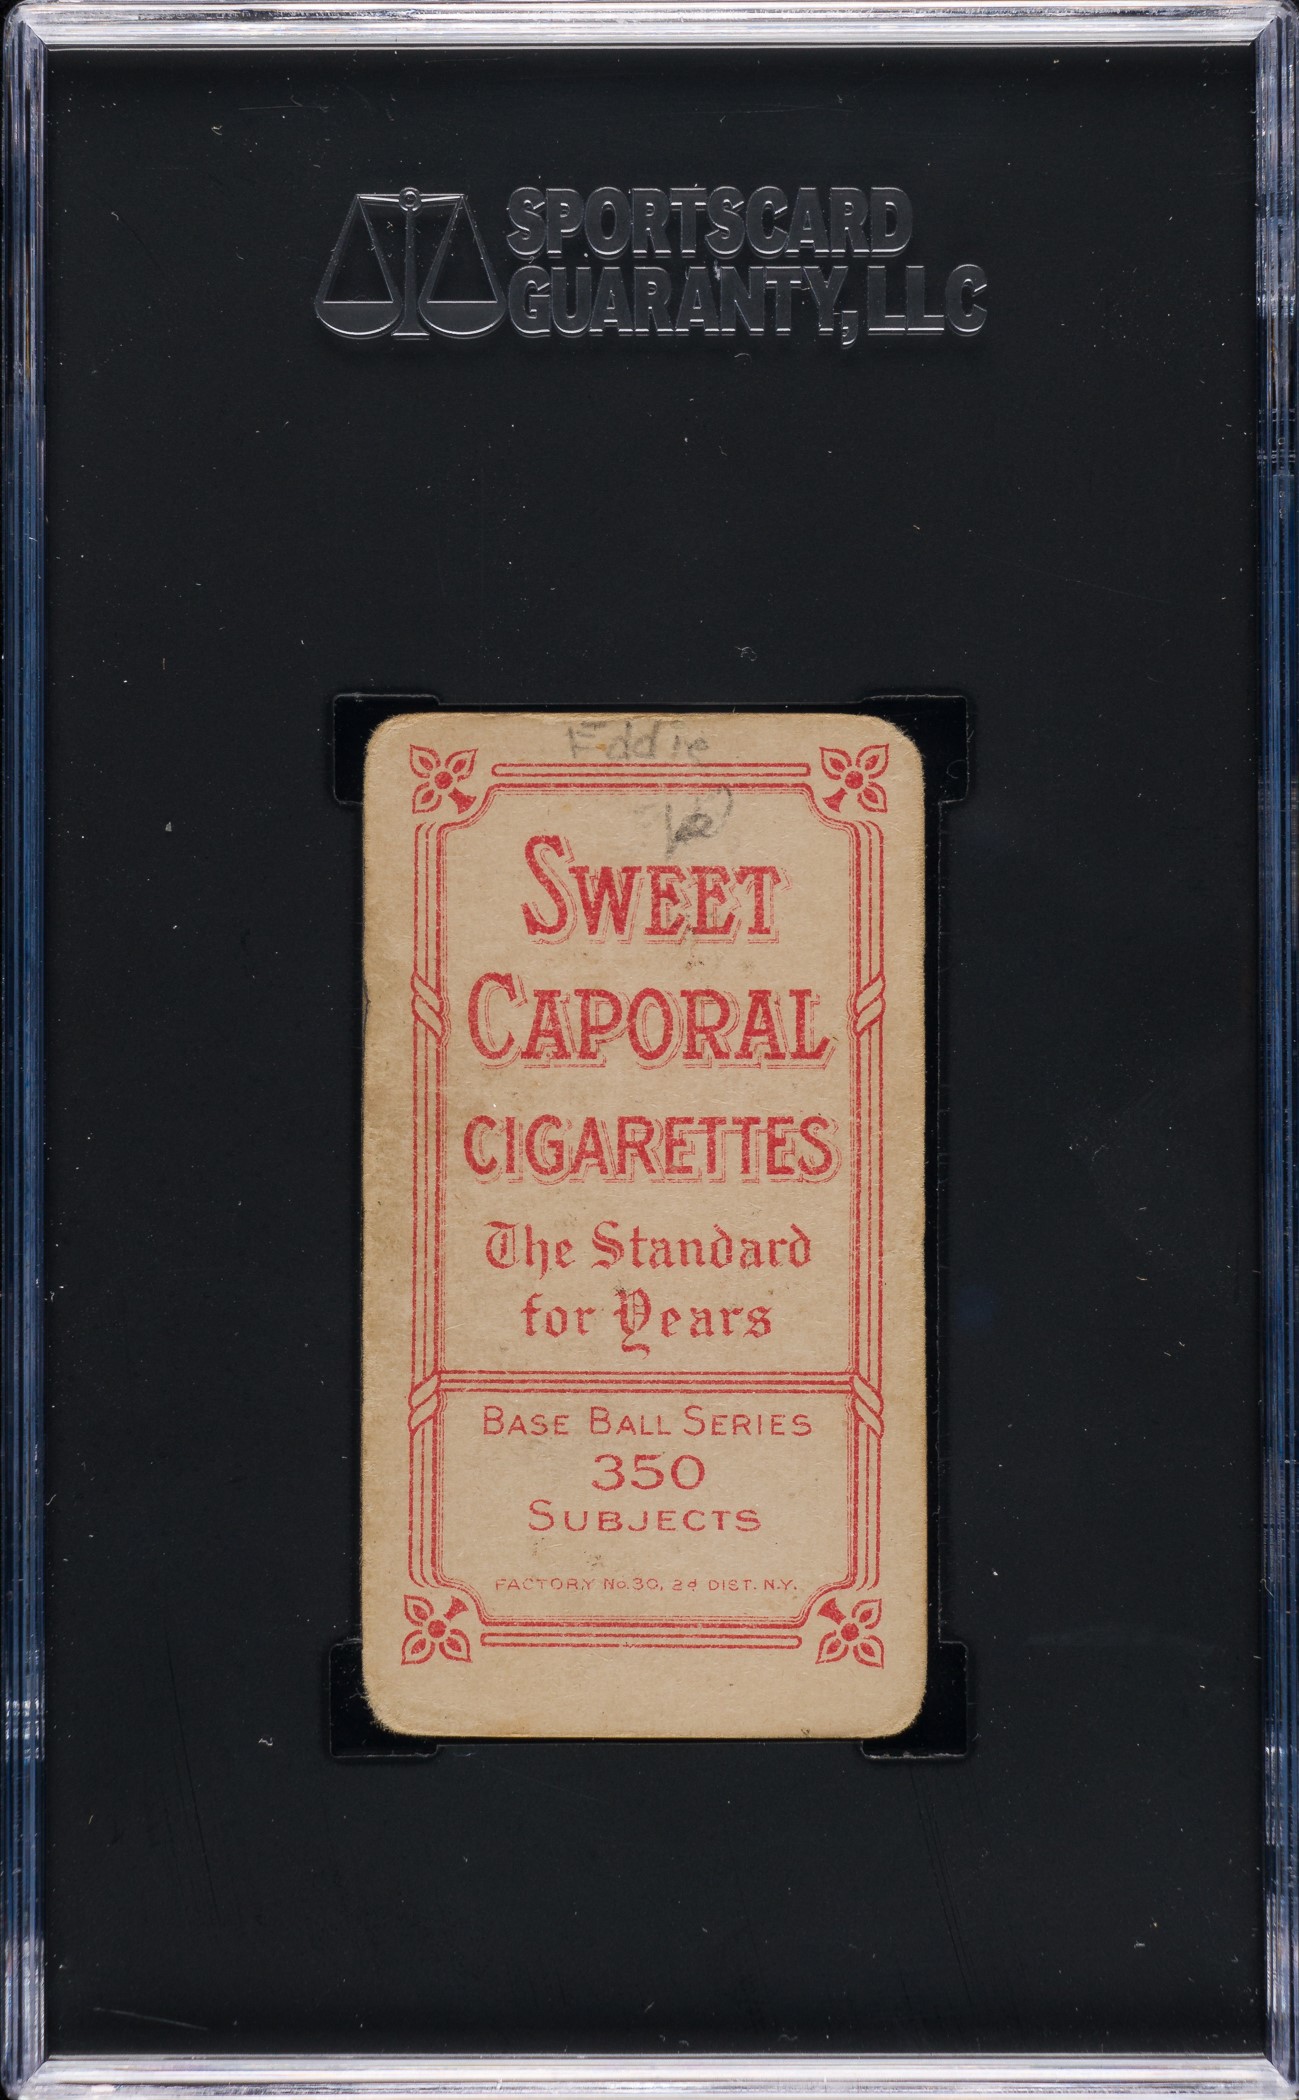 SPORTSCARD
GUARANTY, LLC
Eddie
SWEET
CAPORAL
CIGARETTES
The Standard
for Years
BASE BALL SERIES
350
SUBJECTS
FACTORY No. 30, 2d DIST. N.Y.